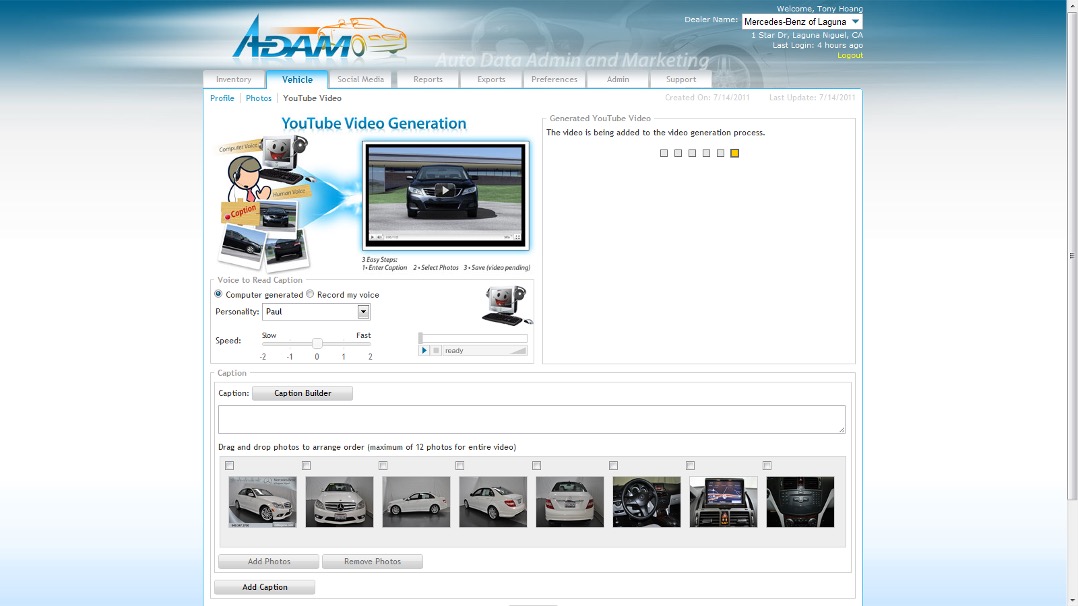 Welcome, Tony Hoang
Dealer Name: Mercedes-Benz of Laguna
1 Star Dr, Laguna Niguel, CA
Last Login: 4 hours ago
Logout
ADAM
Auto Data Admin and Marketing
Inventory Vehicle Social Media Reports Exports Preferences Admin Support
Profile Photos YouTube Video
Created On: 7/14/2011 Last Update: 7/14/2011
YouTube Video Generation
Computer Voice
Human Voice
Caption
3 Easy Steps:
1• Enter Caption 2 • Select Photos 3 • Save (video pending)
Generated YouTube Video
The video is being added to the video generation process.
Voice to Read Caption
Computer generated Record my voice
Personality: Paul
Slow Fast
Speed:
-2 -1 0 1 2
ready
Caption
Caption: Caption Builder
Drag and drop photos to arrange order (maximum of 12 photos for entire video)
Add Photos Remove Photos
Add Caption